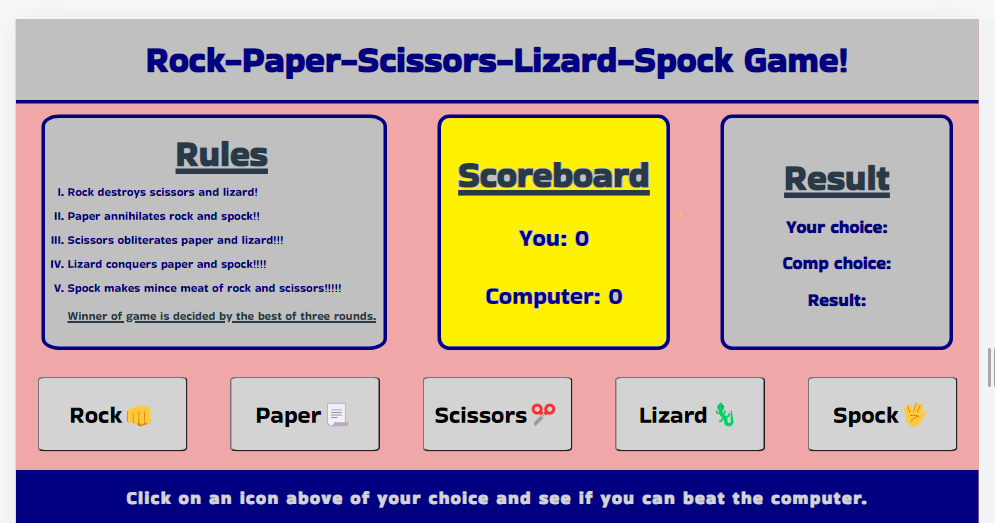 Rock-Paper-Scissors-Lizard-Spock Game!
Rules
I. Rock destroys scissors and lizard!
II. Paper annihilates rock and spock!!
III. Scissors obliterates paper and lizard!!!
IV. Lizard conquers paper and spock!!!!
V. Spock makes mince meat of rock and scissors!!!!!
Winner of game is decided by the best of three rounds.
Scoreboard
You: 0
Computer: 0
Result
Your choice:
Comp choice:
Result:
Rock
Paper
Scissors
Lizard
Spock
Click on an icon above of your choice and see if you can beat the computer.